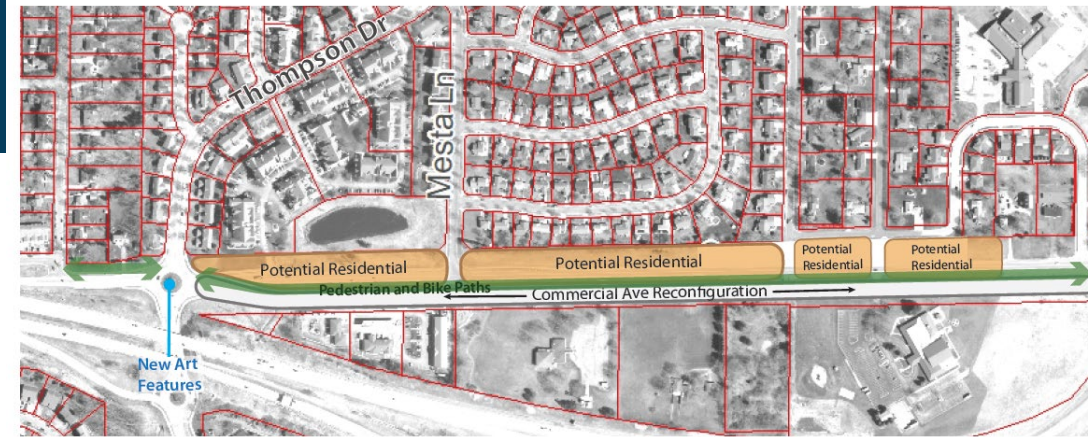 Thompson Dr
Mesta Ln
Potential Residential
Potential Residential
Potential
Residential
Potential
Residential
Pedestrian and Bike Paths
Commercial Ave Reconfiguration
New Art
Features